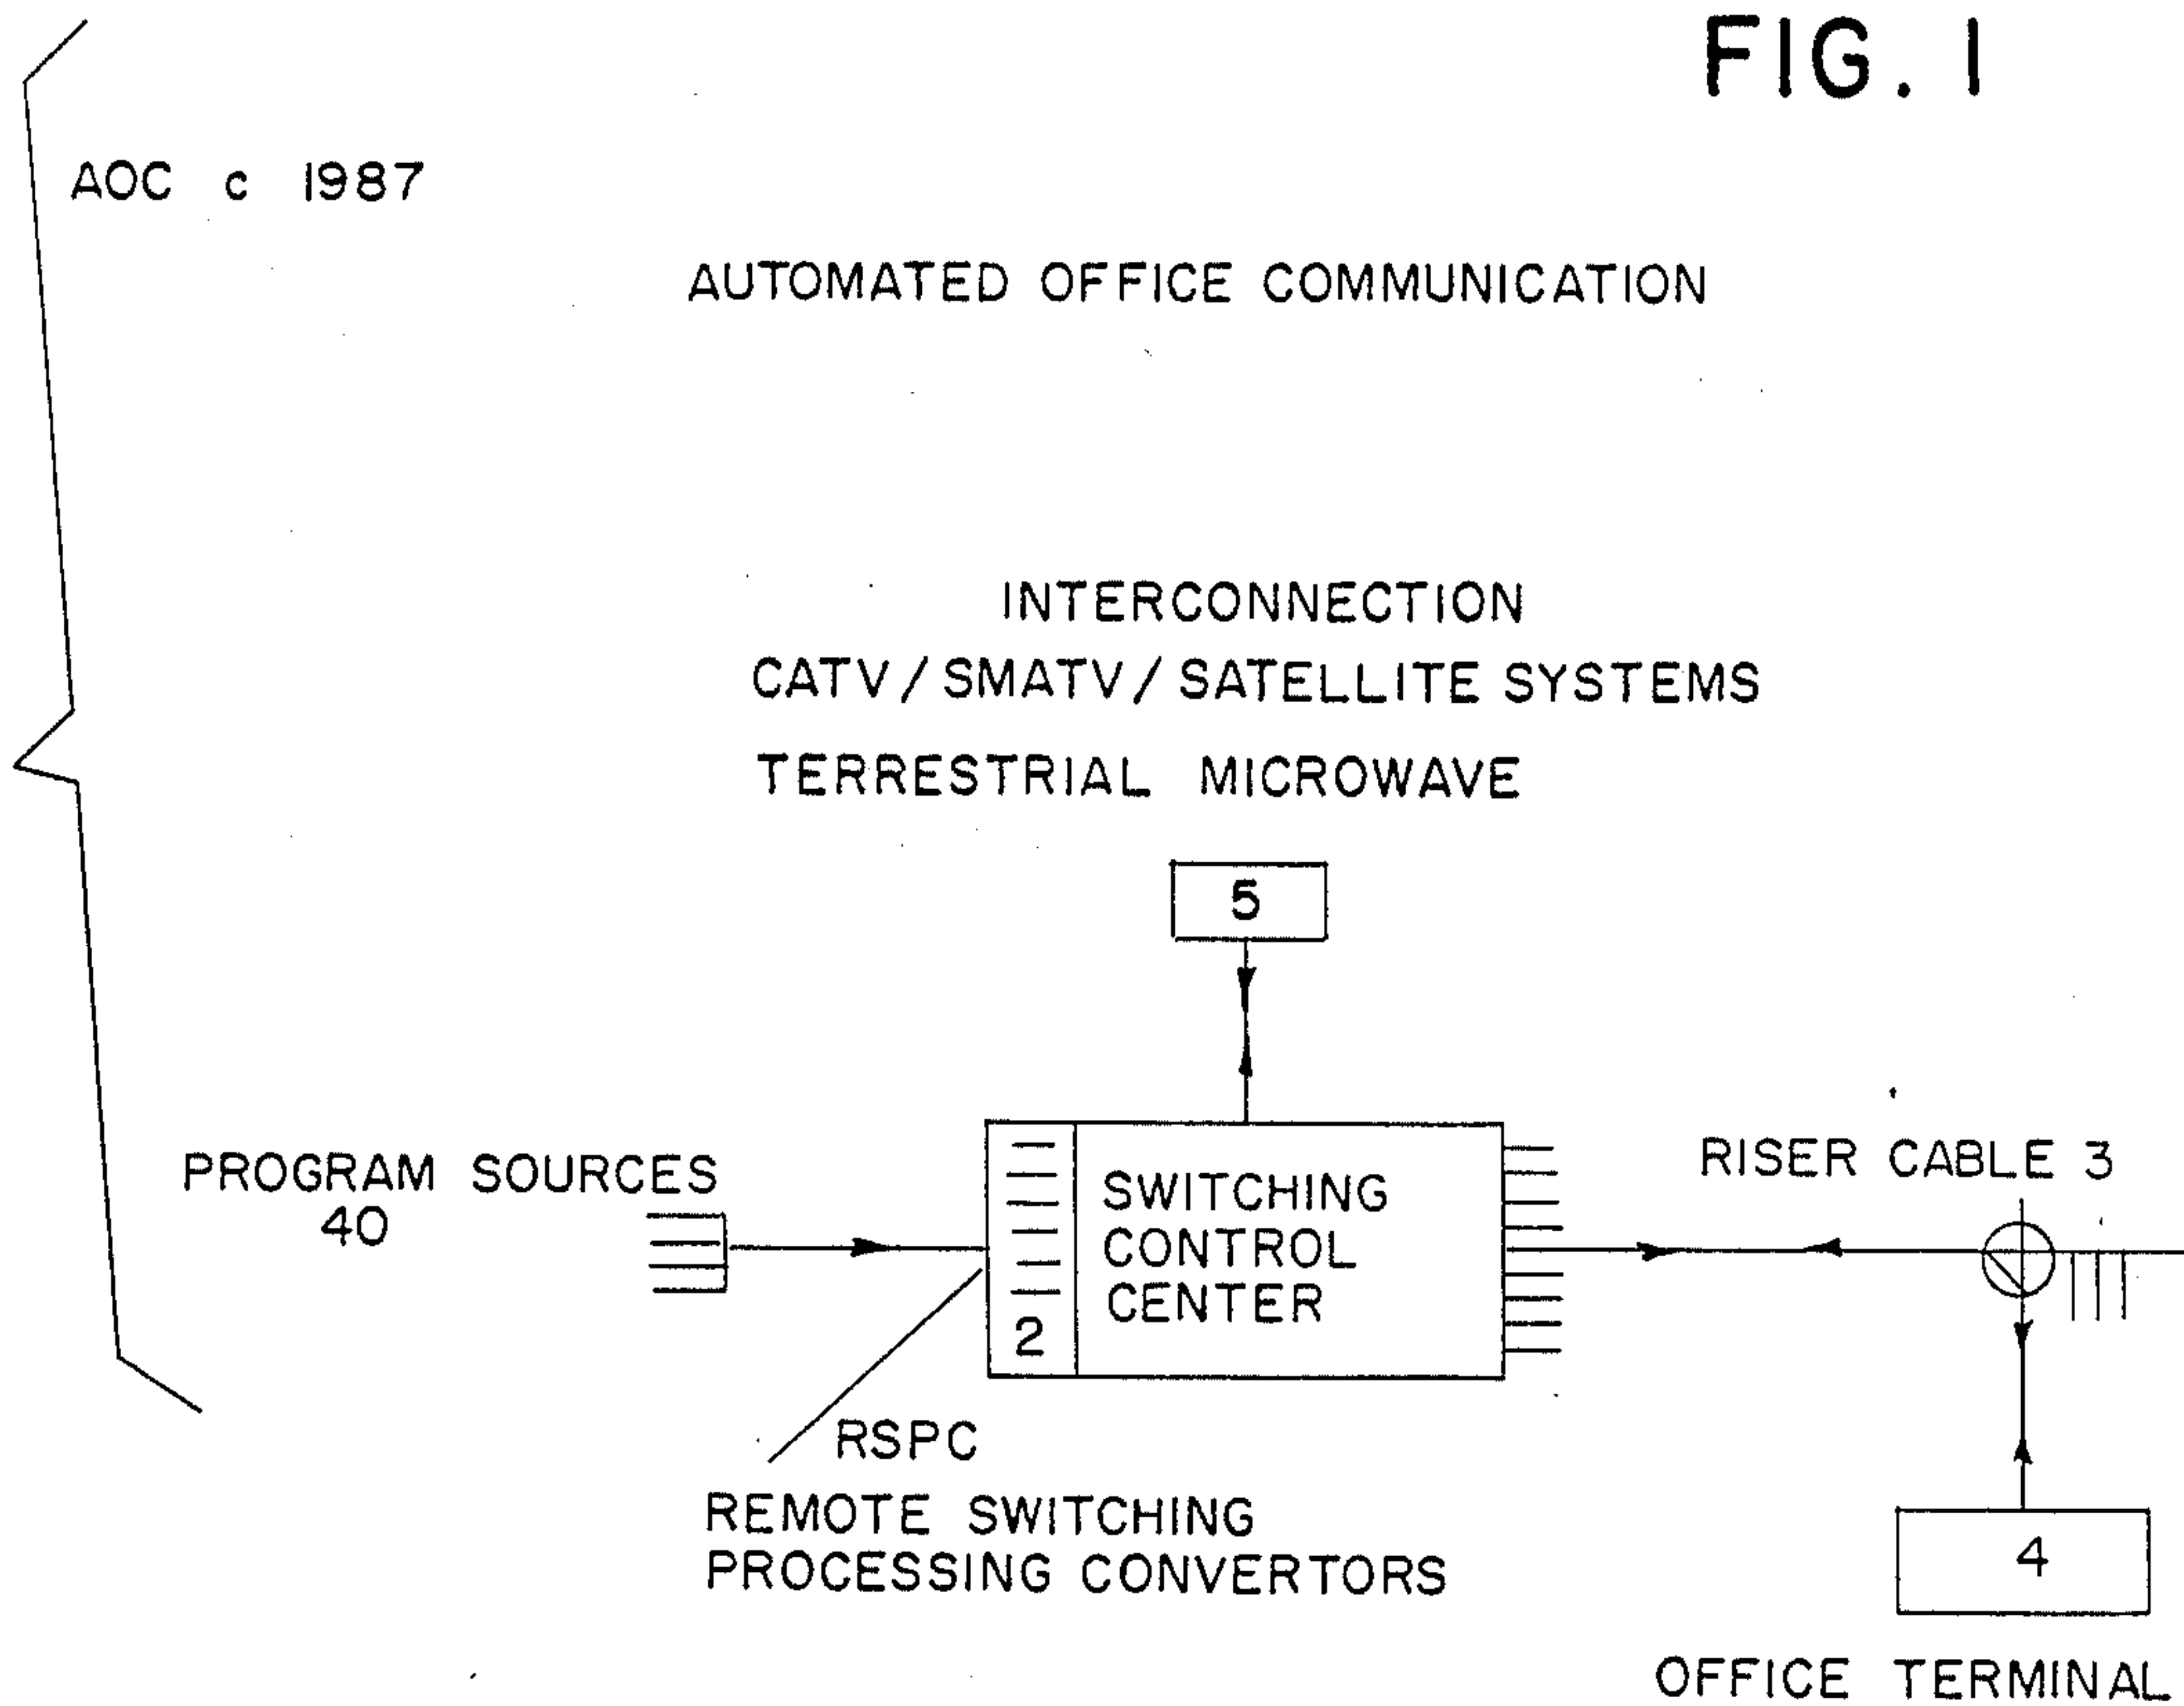 FIG. 1
AOC c 1987
AUTOMATED OFFICE COMMUNICATION
INTERCONNECTION
CATV/SMATV/SATELLITE SYSTEMS
TERRESTRIAL MICROWAVE
5
PROGRAM SOURCES
40
SWITCHING
CONTROL
CENTER
2
RISER CABLE 3
RSPC
REMOTE SWITCHING
PROCESSING CONVERTORS
4
OFFICE TERMINAL